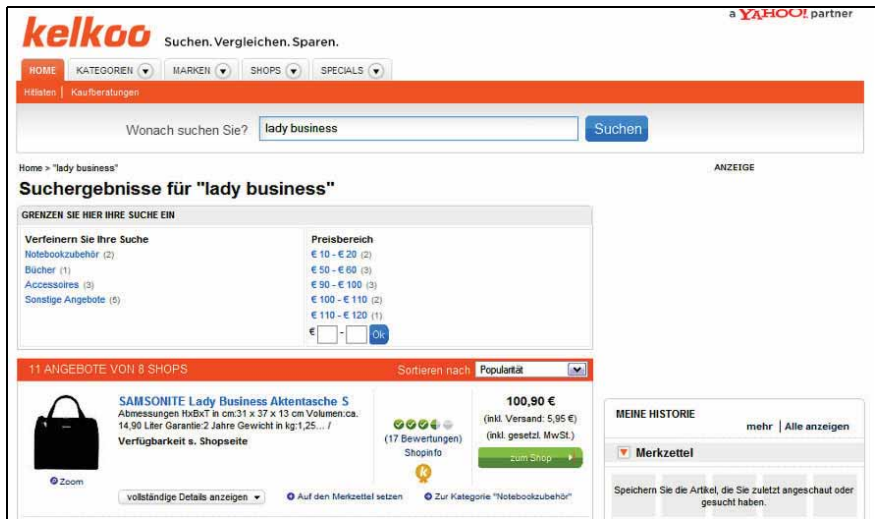 a YAHOO! partner
kelkoo Suchen. Vergleichen. Sparen.
HOME KATEGORIEN MARKEN SHOPS SPECIALS
Hitlisten | Kaufberatungen
Wonach suchen Sie? lady business Suchen
Home > "lady business"
ANZEIGE
Suchergebnisse für "lady business"
GRENZEN SIE HIER IHRE SUCHE EIN
Verfeinern Sie Ihre Suche
Notebookzubehör (2)
Bücher (1)
Accessoires (3)
Sonstige Angebote (5)
Preisbereich
€ 10 - € 20 (2)
€ 50 - € 60 (3)
€ 90 - € 100 (3)
€ 100 - € 110 (2)
€ 110 - € 120 (1)
€ - Ok
11 ANGEBOTE VON 8 SHOPS Sortieren nach Popularität
SAMSONITE Lady Business Aktentasche S
Abmessungen HxBxT in cm:31 x 37 x 13 cm Volumen:ca.
14,90 Liter Garantie:2 Jahre Gewicht in kg:1,25... /
Verfügbarkeit s. Shopseite
Zoom
(17 Bewertungen)
Shopinfo
k
100,90 €
(inkl. Versand: 5,95 €)
(inkl. gesetzl. MwSt.)
zum Shop
vollständige Details anzeigen Auf den Merkzettel setzen Zur Kategorie "Notebookzubehör"
MEINE HISTORIE
mehr | Alle anzeigen
Merkzettel
Speichern Sie die Artikel, die Sie zuletzt angeschaut oder
gesucht haben.